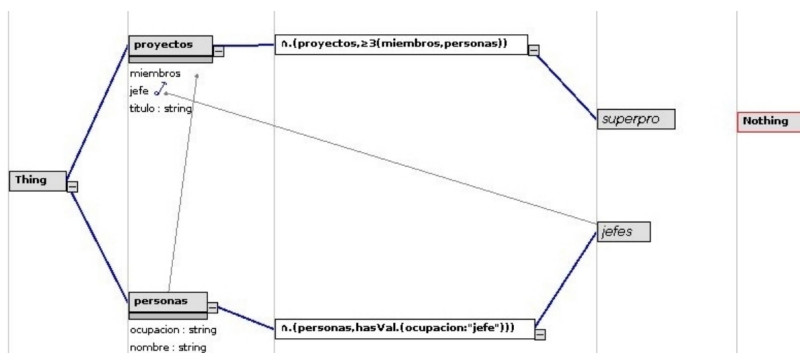 proyectos
∩.(proyectos,≥3(miembros,personas))
miembros
jefe
titulo : string
superpro
Nothing
Thing
jefes
personas
∩.(personas,hasVal.(ocupacion:"jefe")))
ocupacion : string
nombre : string